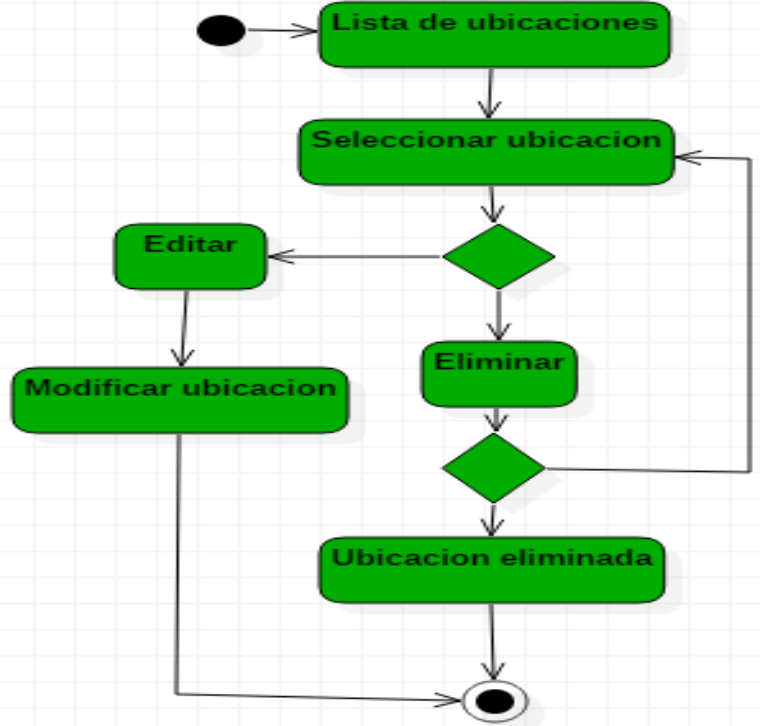 Lista de ubicaciones
Seleccionar ubicacion
Editar
Eliminar
Modificar ubicacion
Ubicacion eliminada